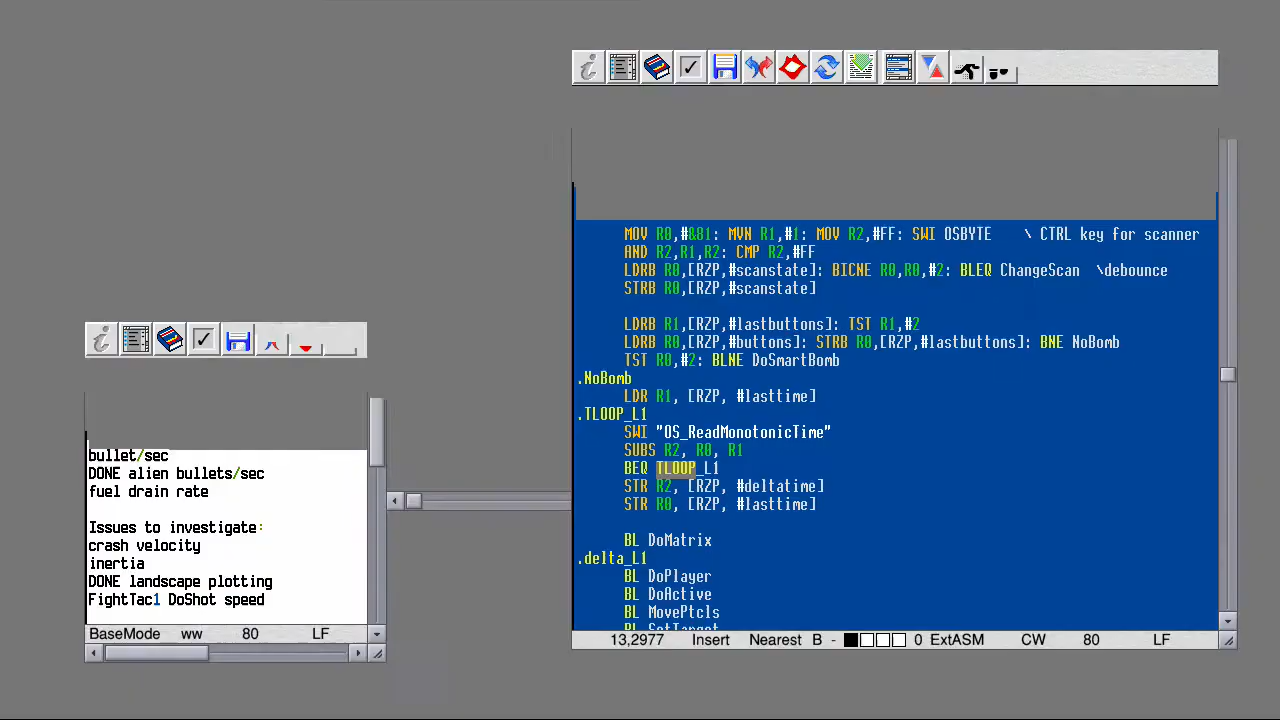 MOV R0,#&81: MVN R1,#1: MOV R2,#FF: SWI OSBYTE    \ CTRL key for scanner
AND R2,R1,R2: CMP R2,#FF
LDRB R0,[RZP,#scanstate]: BICNE R0,R0,#2: BLEQ ChangeScan  \debounce
STRB R0,[RZP,#scanstate]
LDRB R1,[RZP,#lastbuttons]: TST R1,#2
LDRB R0,[RZP,#buttons]: STRB R0,[RZP,#lastbuttons]: BNE NoBomb
TST R0,#2: BLNE DoSmartBomb
.NoBomb
LDR R1, [RZP, #lasttime]
.TLOOP_L1
SWI "OS_ReadMonotonicTime"
SUBS R2, R0, R1
BEQ TLOOP_L1
STR R2, [RZP, #deltatime]
STR R0, [RZP, #lasttime]
BL DoMatrix
.delta_L1
BL DoPlayer
BL DoActive
BL MovePtcls
BL SetTarget
13,2977 Insert Nearest B - 0 ExtASM CW 80 LF
bullet/sec
DONE alien bullets/sec
fuel drain rate
Issues to investigate:
crash velocity
inertia
DONE landscape plotting
FightTac1 DoShot speed
BaseMode ww 80 LF